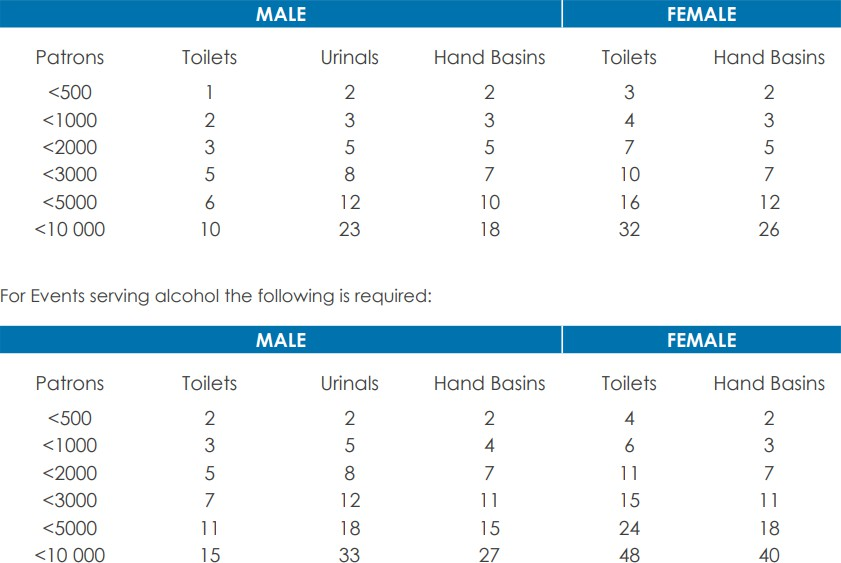 MALE FEMALE
Patrons Toilets Urinals Hand Basins Toilets Hand Basins
<500 1 2 2 3 2
<1000 2 3 3 4 3
<2000 3 5 5 7 5
<3000 5 8 7 10 7
<5000 6 12 10 16 12
<10 000 10 23 18 32 26
For Events serving alcohol the following is required:
MALE FEMALE
Patrons Toilets Urinals Hand Basins Toilets Hand Basins
<500 2 2 2 4 2
<1000 3 5 4 6 3
<2000 5 8 7 11 7
<3000 7 12 11 15 11
<5000 11 18 15 24 18
<10 000 15 33 27 48 40